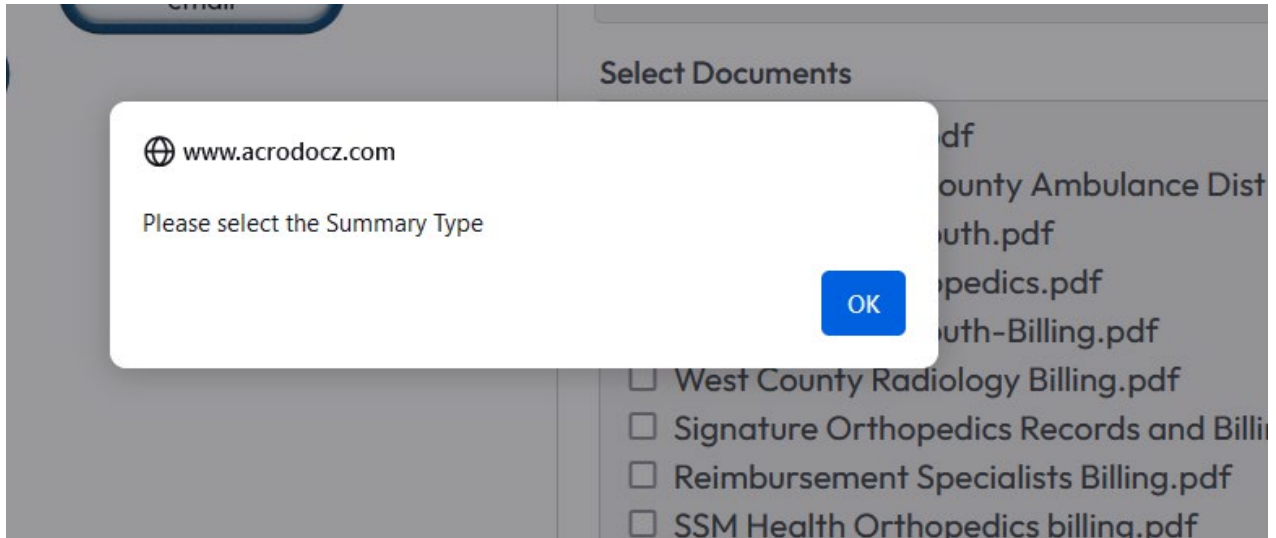 email
Select Documents
www.acrodocz.com
Please select the Summary Type
OK
df
ounty Ambulance Dist
uth.pdf
pedics.pdf
uth-Billing.pdf
West County Radiology Billing.pdf
Signature Orthopedics Records and Billi
Reimbursement Specialists Billing.pdf
SSM Health Orthopedics billing.pdf